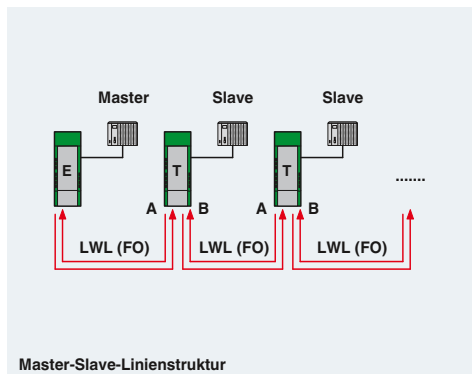 Master Slave Slave
E T T .......
A B A B
LWL (FO) LWL (FO) LWL (FO)
Master-Slave-Linienstruktur